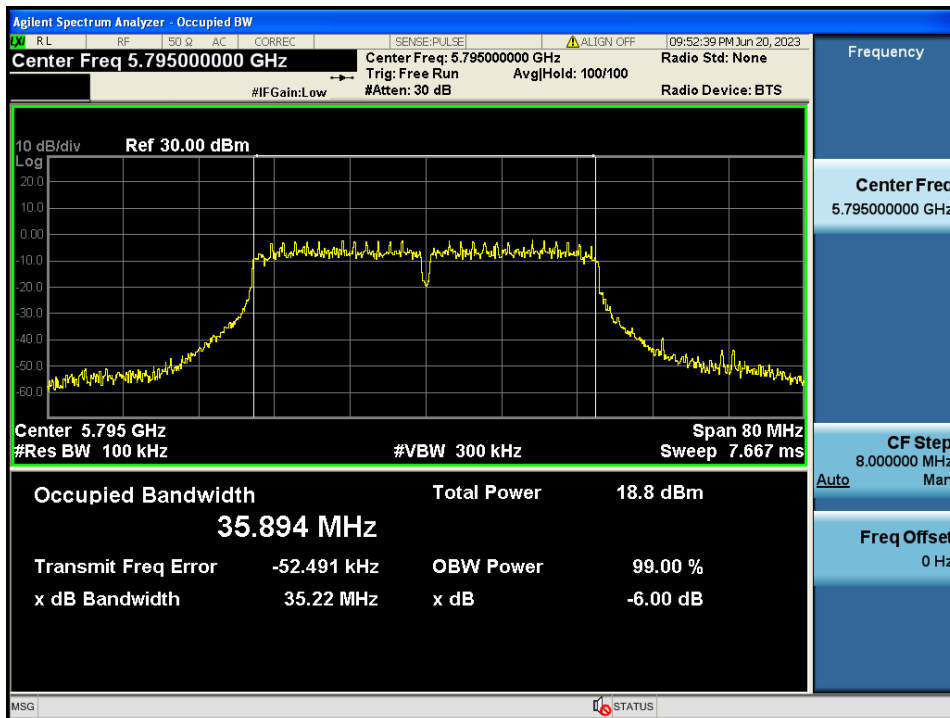 Agilent Spectrum Analyzer - Occupied BW
LXI RL RF 50 Ω AC CORREC SENSE:PULSE ALIGN OFF 09:52:39 PM Jun 20, 2023
Center Freq 5.795000000 GHz
Center Freq: 5.795000000 GHz Radio Std: None
Trig: Free Run Avg|Hold: 100/100
#IFGain:Low #Atten: 30 dB Radio Device: BTS
10 dB/div Ref 30.00 dBm
Log
20.0
10.0
0.00
-10.0
-20.0
-30.0
-40.0
-50.0
-60.0
Center 5.795 GHz Span 80 MHz
#Res BW 100 kHz #VBW 300 kHz Sweep 7.667 ms
Occupied Bandwidth Total Power 18.8 dBm
35.894 MHz
Transmit Freq Error -52.491 kHz OBW Power 99.00 %
x dB Bandwidth 35.22 MHz x dB -6.00 dB
Frequency
Center Freq
5.795000000 GHz
CF Step
8.000000 MHz
Auto Man
Freq Offset
0 Hz
MSG STATUS